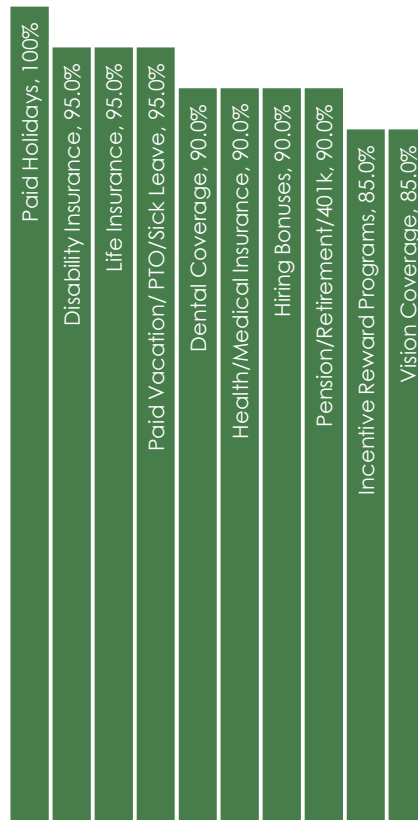 Paid Holidays, 100%
Disability Insurance, 95.0%
Life Insurance, 95.0%
Paid Vacation/ PTO/Sick Leave, 95.0%
Dental Coverage, 90.0%
Health/Medical Insurance, 90.0%
Hiring Bonuses, 90.0%
Pension/Retirement/401k, 90.0%
Incentive Reward Programs, 85.0%
Vision Coverage, 85.0%